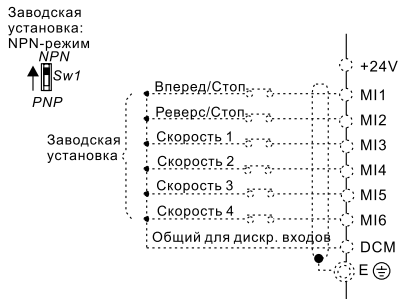 Заводская
установка:
NPN-режим
NPN
Sw1
PNP
+24V
Вперед/Стоп
MI1
Реверс/Стоп
MI2
Заводская
установка
Скорость 1
MI3
Скорость 2
MI4
Скорость 3
MI5
Скорость 4
MI6
Общий для дискр. входов
DCM
E